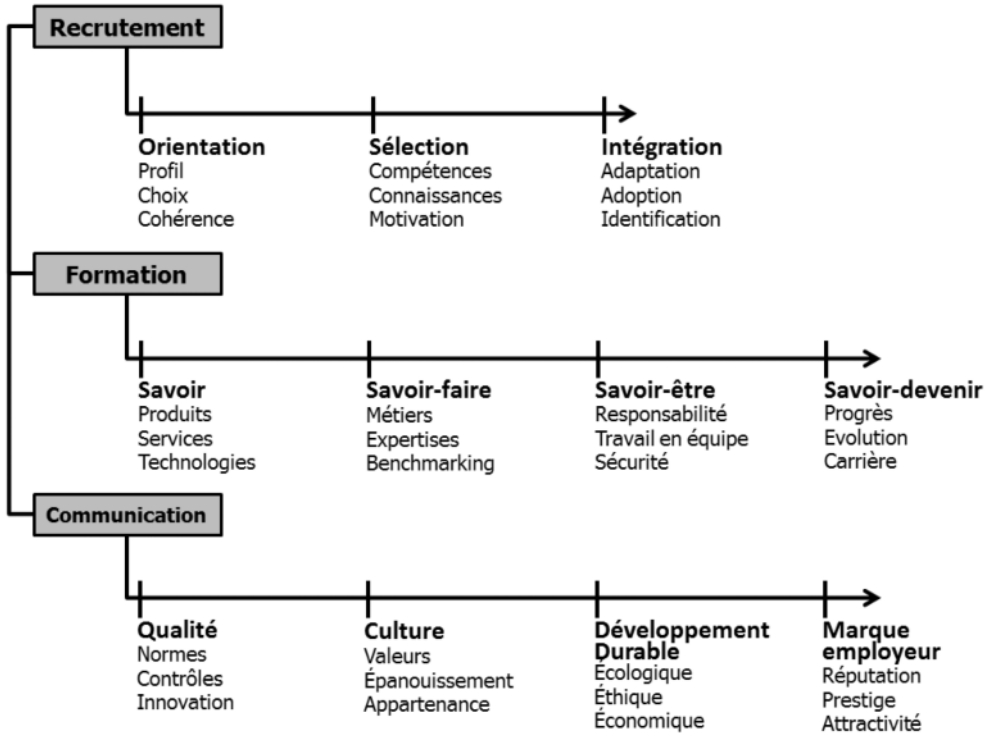 Recrutement
Orientation
Profil
Choix
Cohérence
Sélection
Compétences
Connaissances
Motivation
Intégration
Adaptation
Adoption
Identification
Formation
Savoir
Produits
Services
Technologies
Savoir-faire
Métiers
Expertises
Benchmarking
Savoir-être
Responsabilité
Travail en équipe
Sécurité
Savoir-devenir
Progrès
Evolution
Carrière
Communication
Qualité
Normes
Contrôles
Innovation
Culture
Valeurs
Épanouissement
Appartenance
Développement
Durable
Écologique
Éthique
Économique
Marque
employeur
Réputation
Prestige
Attractivité